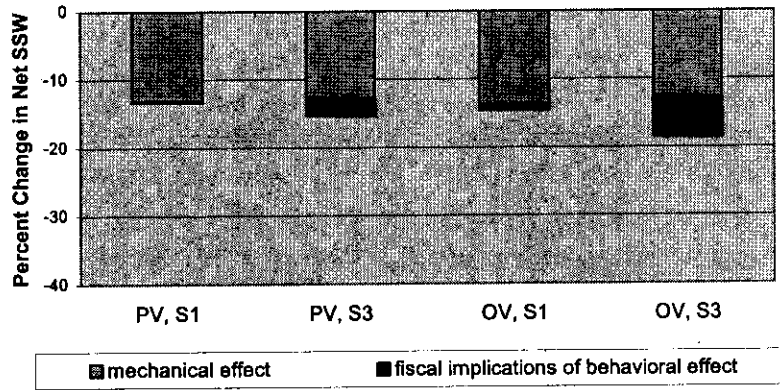 Percent Change in Net SSW
0
-10
-20
-30
-40
PV, S1 PV, S3 OV, S1 OV, S3
mechanical effect fiscal implications of behavioral effect